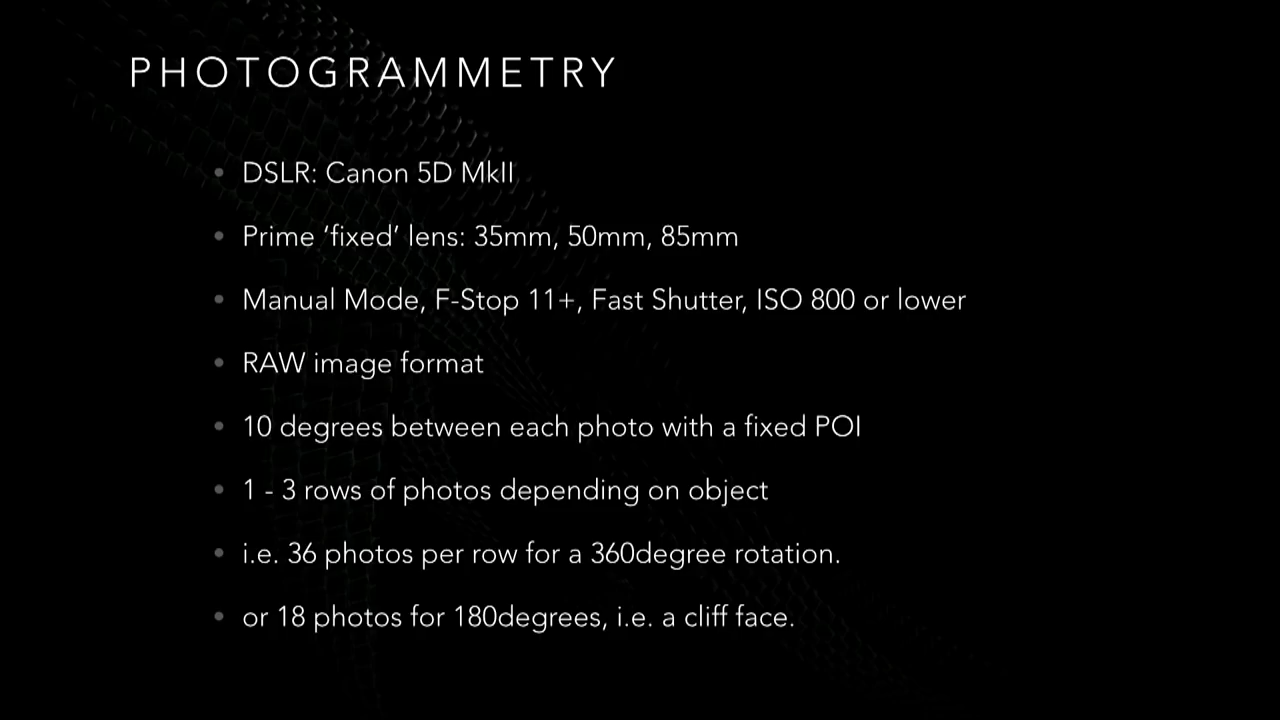 PHOTOGRAMMETRY
• DSLR: Canon 5D MkII
• Prime ‘fixed’ lens: 35mm, 50mm, 85mm
• Manual Mode, F-Stop 11+, Fast Shutter, ISO 800 or lower
• RAW image format
• 10 degrees between each photo with a fixed POI
• 1 - 3 rows of photos depending on object
• i.e. 36 photos per row for a 360degree rotation.
• or 18 photos for 180degrees, i.e. a cliff face.